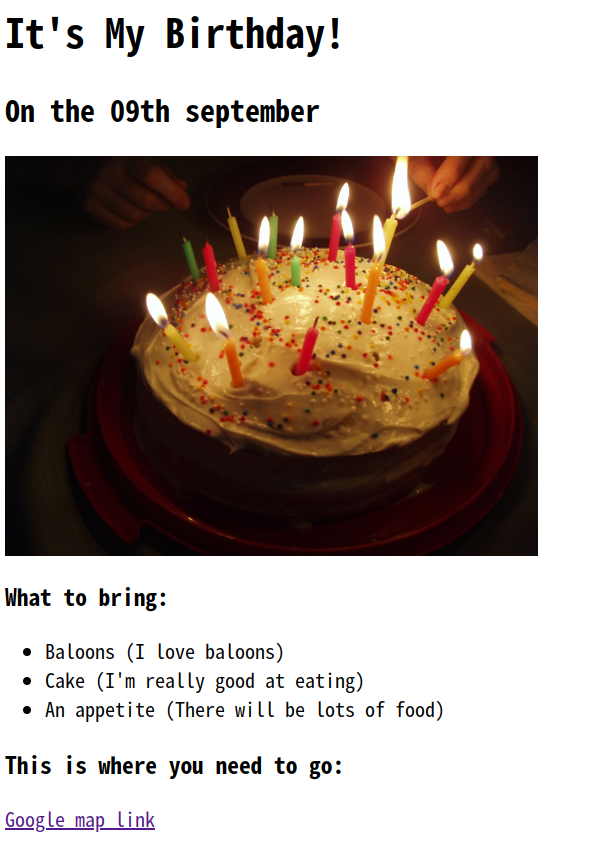 It's My Birthday!
On the 09th september
What to bring:
Baloons (I love baloons)
Cake (I'm really good at eating)
An appetite (There will be lots of food)
This is where you need to go:
Google map link